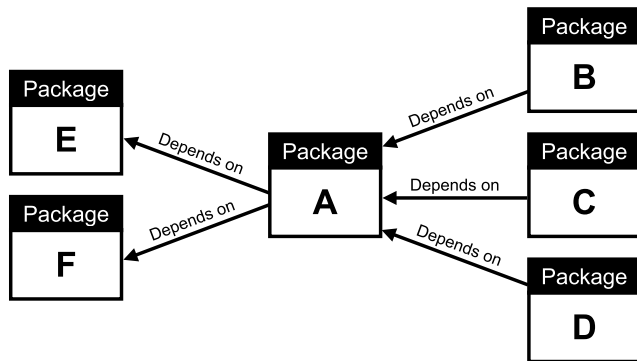 Package
E
Package
F
Depends on
Depends on
Package
A
Depends on
Depends on
Depends on
Package
B
Package
C
Package
D